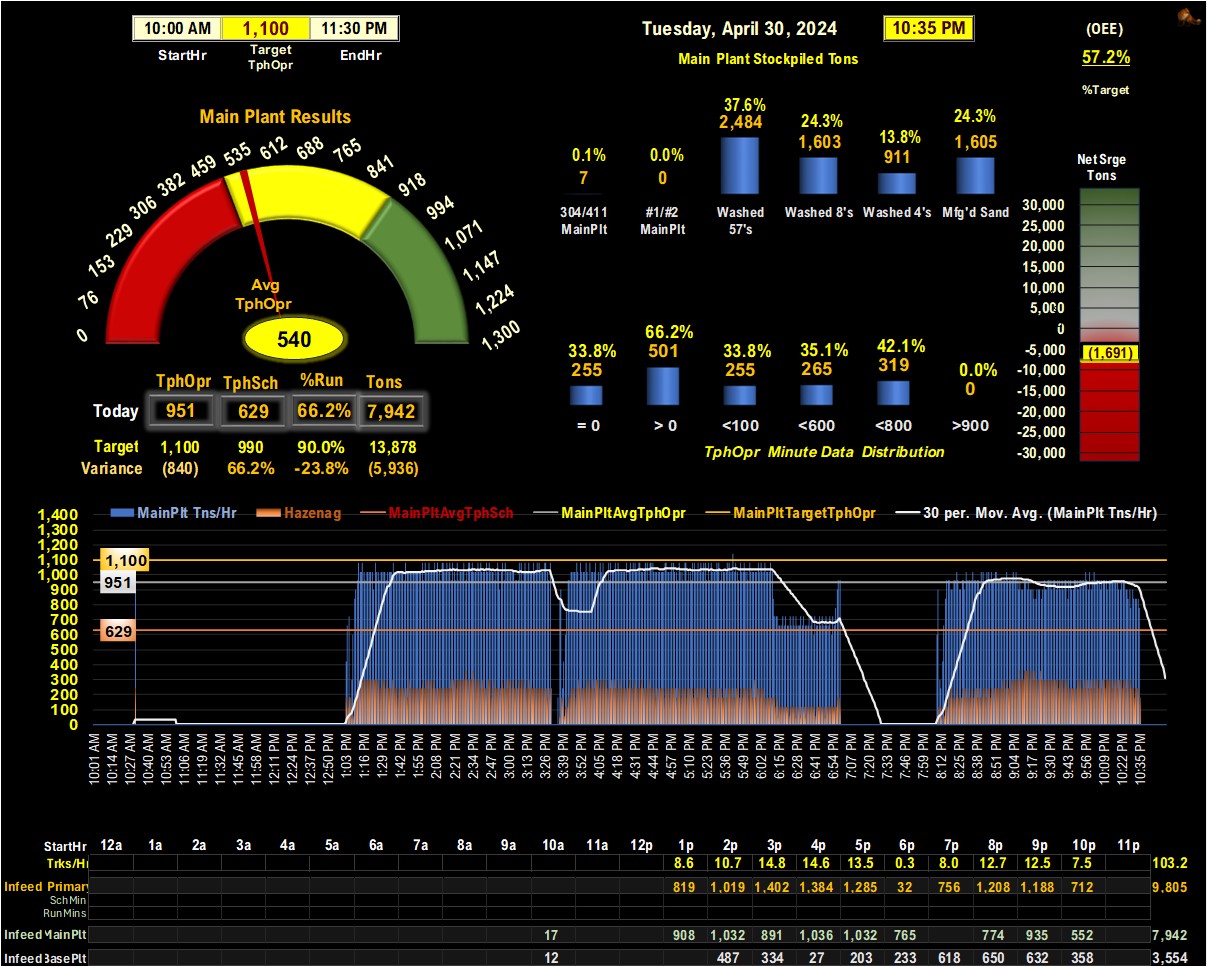 10:00 AM 1,100 11:30 PM
StartHr Target TphOpr EndHr
Tuesday, April 30, 2024 10:35 PM
Main Plant Stockpiled Tons
(OEE)
57.2%
%Target
Main Plant Results
0 76 153 229 306 382 459 535 612 688 765 841 918 994 1,071 1,147 1,224 1,300
Avg
TphOpr
540
0.1% 0.0% 37.6% 24.3% 13.8% 24.3%
7 0 2,484 1,603 911 1,605
304/411 MainPlt #1/#2 MainPlt Washed 57's Washed 8's Washed 4's Mfg'd Sand
Net Srge
Tons
30,000
25,000
20,000
15,000
10,000
5,000
0
-5,000
(1,691)
-10,000
-15,000
-20,000
-25,000
-30,000
33.8% 66.2% 33.8% 35.1% 42.1% 0.0%
255 501 255 265 319 0
= 0 > 0 <100 <600 <800 >900
TphOpr Minute Data Distribution
TphOpr TphSch %Run Tons
Today 951 629 66.2% 7,942
Target 1,100 990 90.0% 13,878
Variance (840) 66.2% -23.8% (5,936)
MainPlt Tns/Hr Hazenag MainPltAvgTphSch MainPltAvgTphOpr MainPltTargetTphOpr 30 per. Mov. Avg. (MainPlt Tns/Hr)
1,400
1,300
1,200
1,100
1,000
900
800
700
600
500
400
300
200
100
0
1,100
951
629
10:01 AM 10:14 AM 10:27 AM 10:40 AM 10:53 AM 11:06 AM 11:19 AM 11:32 AM 11:45 AM 11:58 AM 12:11 PM 12:24 PM 12:37 PM 12:50 PM 1:03 PM 1:16 PM 1:29 PM 1:42 PM 1:55 PM 2:08 PM 2:21 PM 2:34 PM 2:47 PM 3:00 PM 3:13 PM 3:26 PM 3:39 PM 3:52 PM 4:05 PM 4:18 PM 4:31 PM 4:44 PM 4:57 PM 5:10 PM 5:23 PM 5:36 PM 5:49 PM 6:02 PM 6:15 PM 6:28 PM 6:41 PM 6:54 PM 7:07 PM 7:20 PM 7:33 PM 7:46 PM 7:59 PM 8:12 PM 8:25 PM 8:38 PM 8:51 PM 9:04 PM 9:17 PM 9:30 PM 9:43 PM 9:56 PM 10:09 PM 10:22 PM 10:35 PM
StartHr 12a 1a 2a 3a 4a 5a 6a 7a 8a 9a 10a 11a 12p 1p 2p 3p 4p 5p 6p 7p 8p 9p 10p 11p
Trks/Hr 8.6 10.7 14.8 14.6 13.5 0.3 8.0 12.7 12.5 7.5 103.2
Infeed Primary 819 1,019 1,402 1,384 1,285 32 756 1,208 1,188 712 9,805
SchMin
RunMins
Infeed MainPlt 17 908 1,032 891 1,036 1,032 765 774 935 552 7,942
Infeed BasePlt 12 487 334 27 203 233 618 650 632 358 3,554